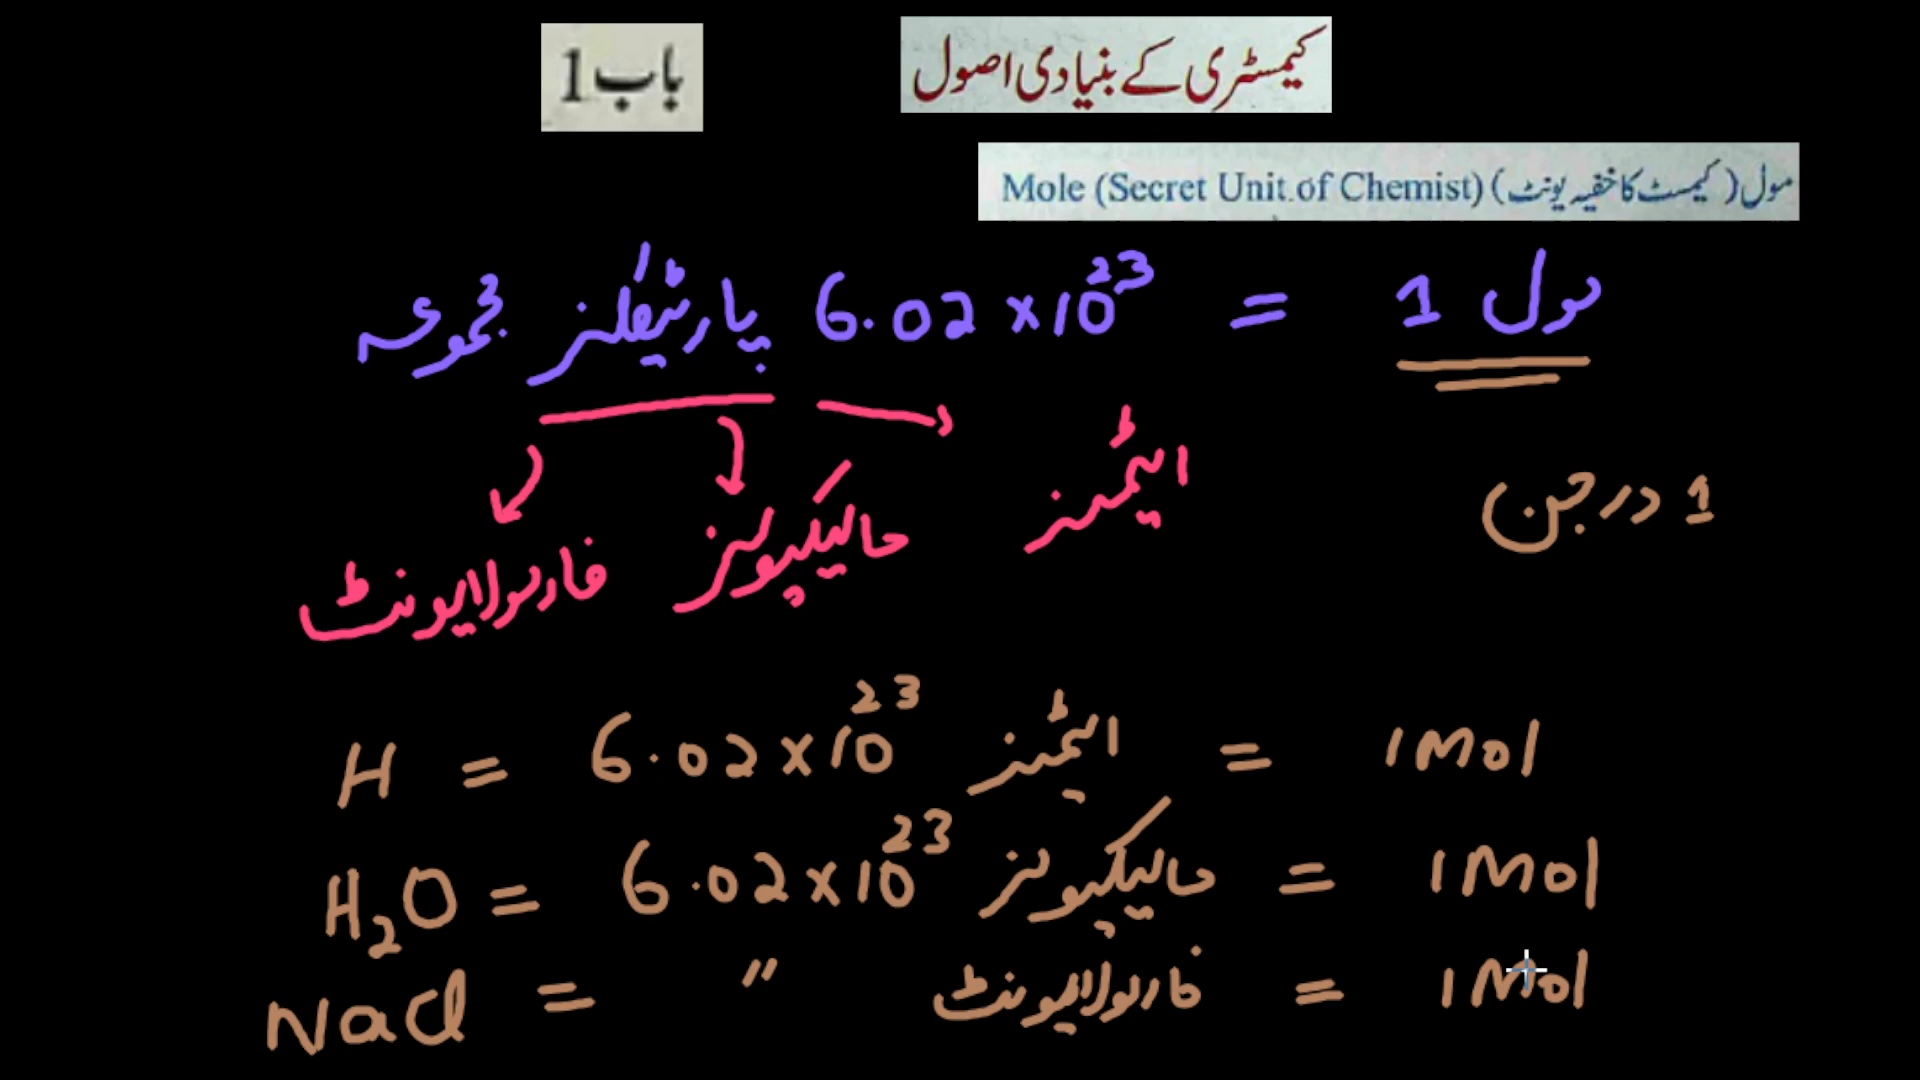 باب 1
کیمسٹری کے بنیادی اصول
مول (کیمسٹ کا خفیہ یونٹ) Mole (Secret Unit of Chemist)
1 مول = 6.02 × 10²³ پارٹیکلز مجموعہ
ایٹمز
مالیکیولز
فارمولا یونٹ
1 درجن
H = 6.02 × 10²³ ایٹمز = 1 Mol
H₂O = 6.02 × 10²³ مالیکیولز = 1 Mol
NaCl = 〃 فارمولا یونٹ = 1 Mol